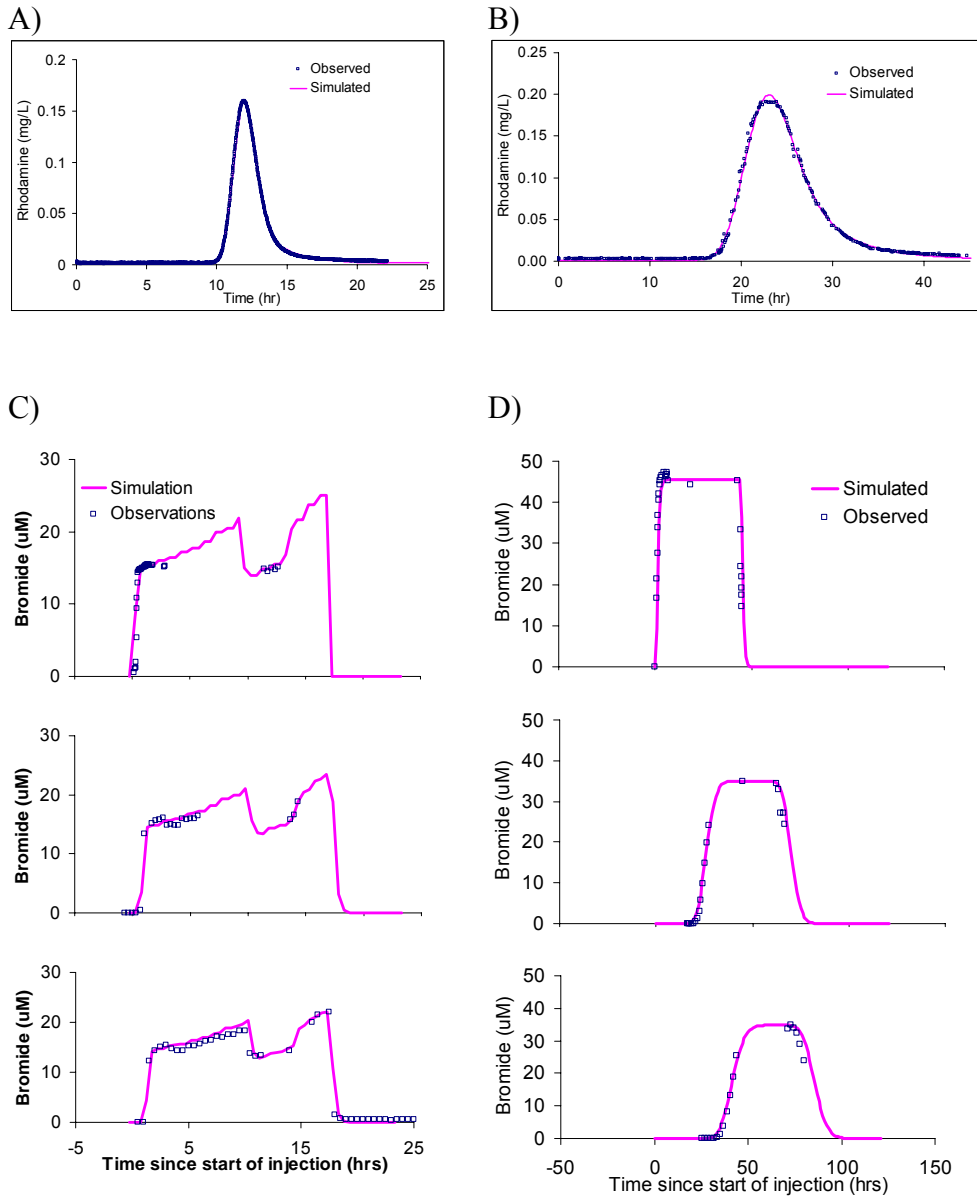 A)
B)
0.2
0.15
0.1
0.05
0
Rhodamine (mg/L)
Observed
Simulated
0 5 10 15 20 25
Time (hr)
0.25
0.20
0.15
0.10
0.05
0.00
Rhodamine (mg/L)
Observed
Simulated
0 10 20 30 40
Time (hr)
C)
D)
30
20
10
0
Bromide (uM)
Simulation
Observations
50
40
30
20
10
0
Bromide (uM)
Simulated
Observed
30
20
10
0
Bromide (uM)
50
40
30
20
10
0
Bromide (uM)
30
20
10
0
Bromide (uM)
-5 5 15 25
Time since start of injection (hrs)
50
40
30
20
10
0
Bromide (uM)
-50 0 50 100 150
Time since start of injection (hrs)